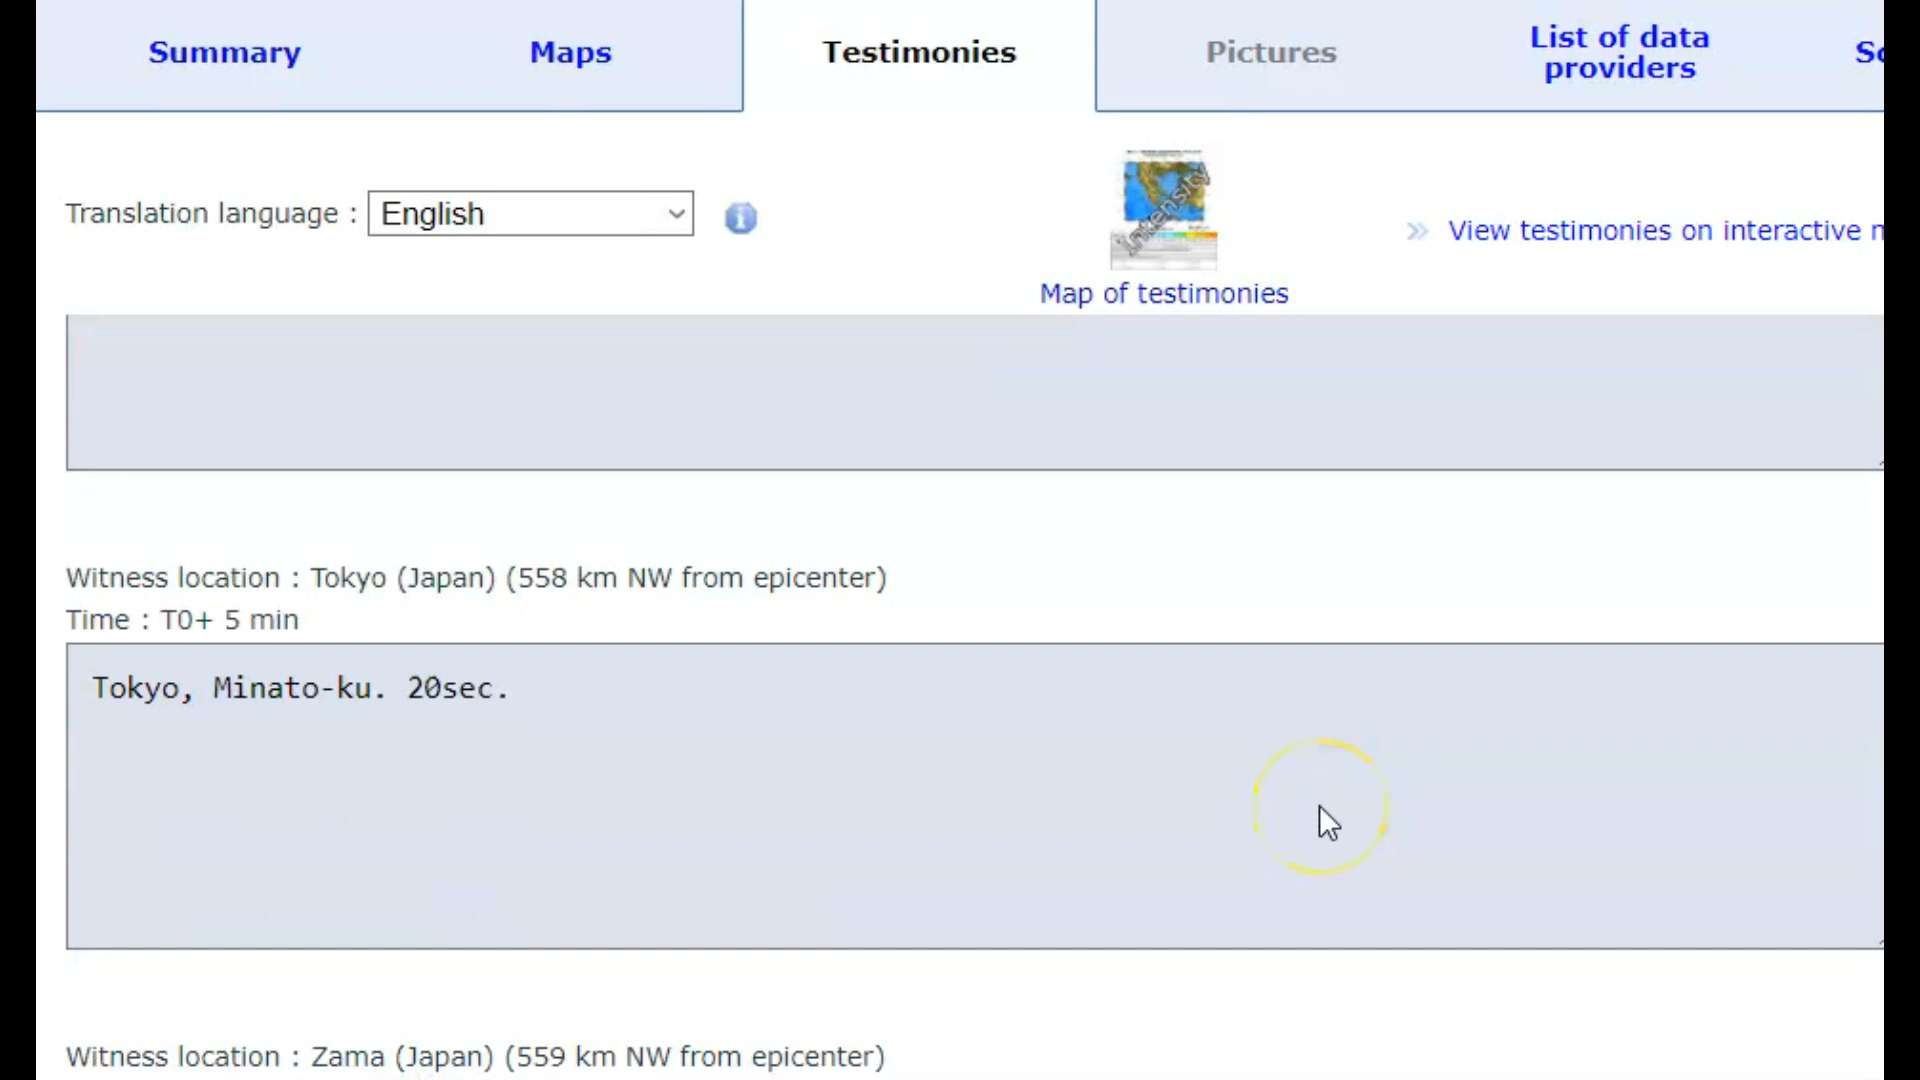 Summary
Maps
Testimonies
Pictures
List of data
providers
Translation language :
English
Intensity
Map of testimonies
View testimonies on interactive
Witness location : Tokyo (Japan) (558 km NW from epicenter)
Time : T0+ 5 min
Tokyo, Minato-ku. 20sec.
Witness location : Zama (Japan) (559 km NW from epicenter)